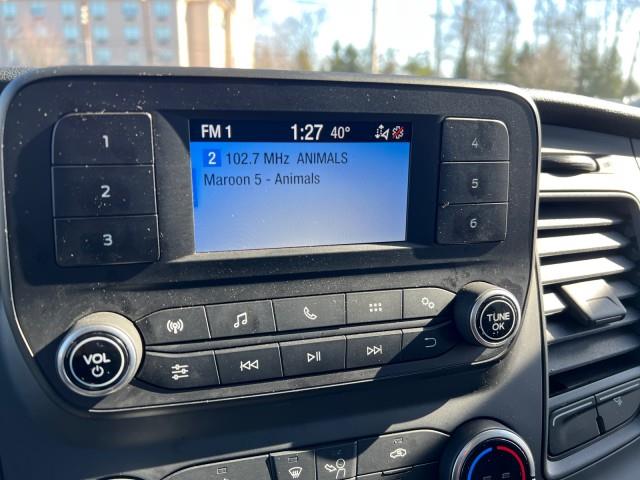 FM 1 1:27 40°
2 102.7 MHz ANIMALS
Maroon 5 - Animals
1
2
3
4
5
6
VOL
TUNE
OK